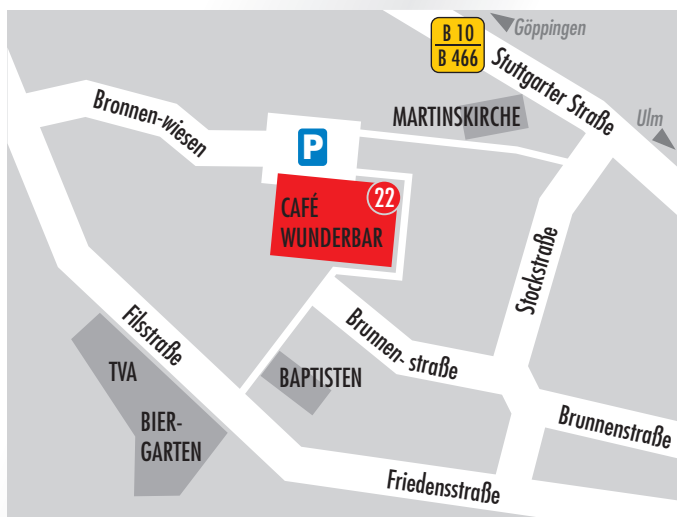 B 10
B 466
Göppingen
Stuttgarter Straße
Ulm
MARTINSKIRCHE
Bronnen-wiesen
P
22
CAFÉ
WUNDERBAR
Stockstraße
Filsstraße
Brunnen- straße
TVA
BAPTISTEN
BIER-
GARTEN
Brunnenstraße
Friedensstraße